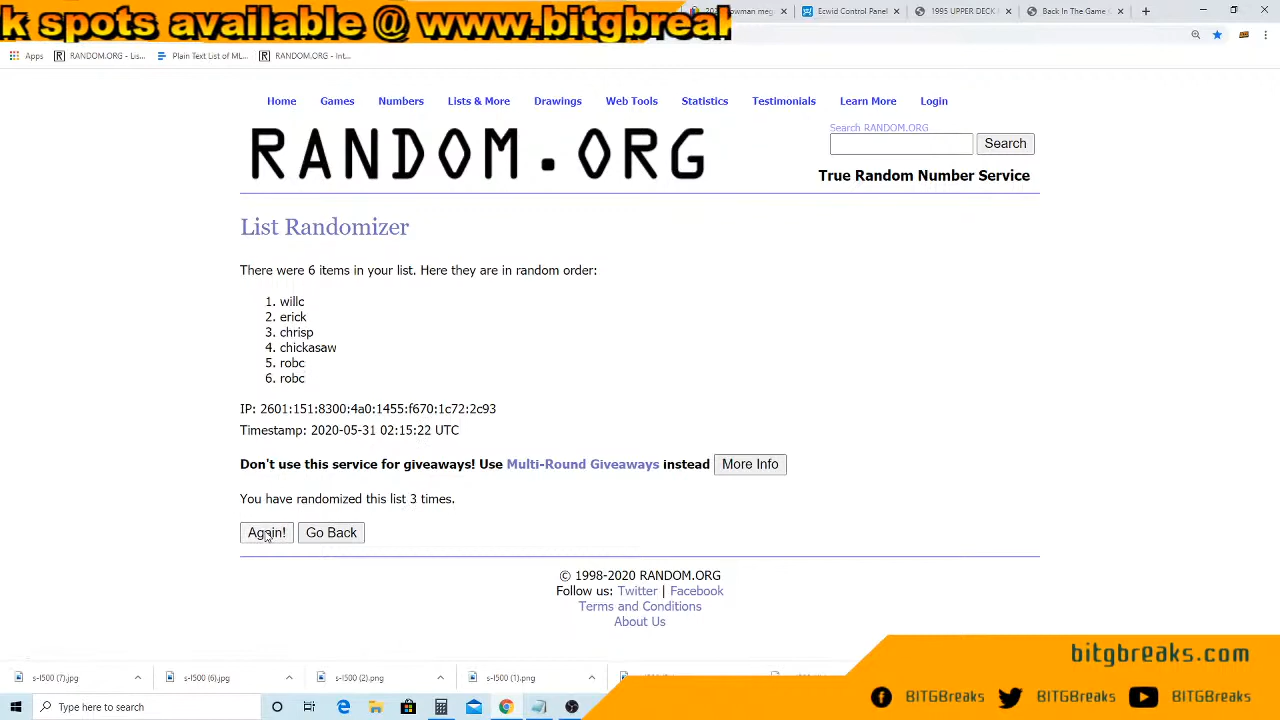 k spots available @ www.bitgbreak
owman meg
Ecwid Control Pane
1995 UPPER DECK
Back In The Game
Apps
RANDOM.ORG - Lis...
Plain Text List of ML...
RANDOM.ORG - Int...
Home Games Numbers Lists & More Drawings Web Tools Statistics Testimonials Learn More Login
RANDOM.ORG
Search RANDOM.ORG
Search
True Random Number Service
List Randomizer
There were 6 items in your list. Here they are in random order:
1. willc
2. erick
3. chrisp
4. chickasaw
5. robc
6. robc
IP: 2601:151:8300:4a0:1455:f670:1c72:2c93
Timestamp: 2020-05-31 02:15:22 UTC
Don't use this service for giveaways! Use Multi-Round Giveaways instead More Info
You have randomized this list 3 times.
Again! Go Back
© 1998-2020 RANDOM.ORG
Follow us: Twitter | Facebook
Terms and Conditions
About Us
bitgbreaks.com
s-l500 (7).jpg
s-l500 (6).jpg
s-l500 (2).png
s-l500 (1).png
Type here to search
BITGBreaks
BITGBreaks
BITGBreaks